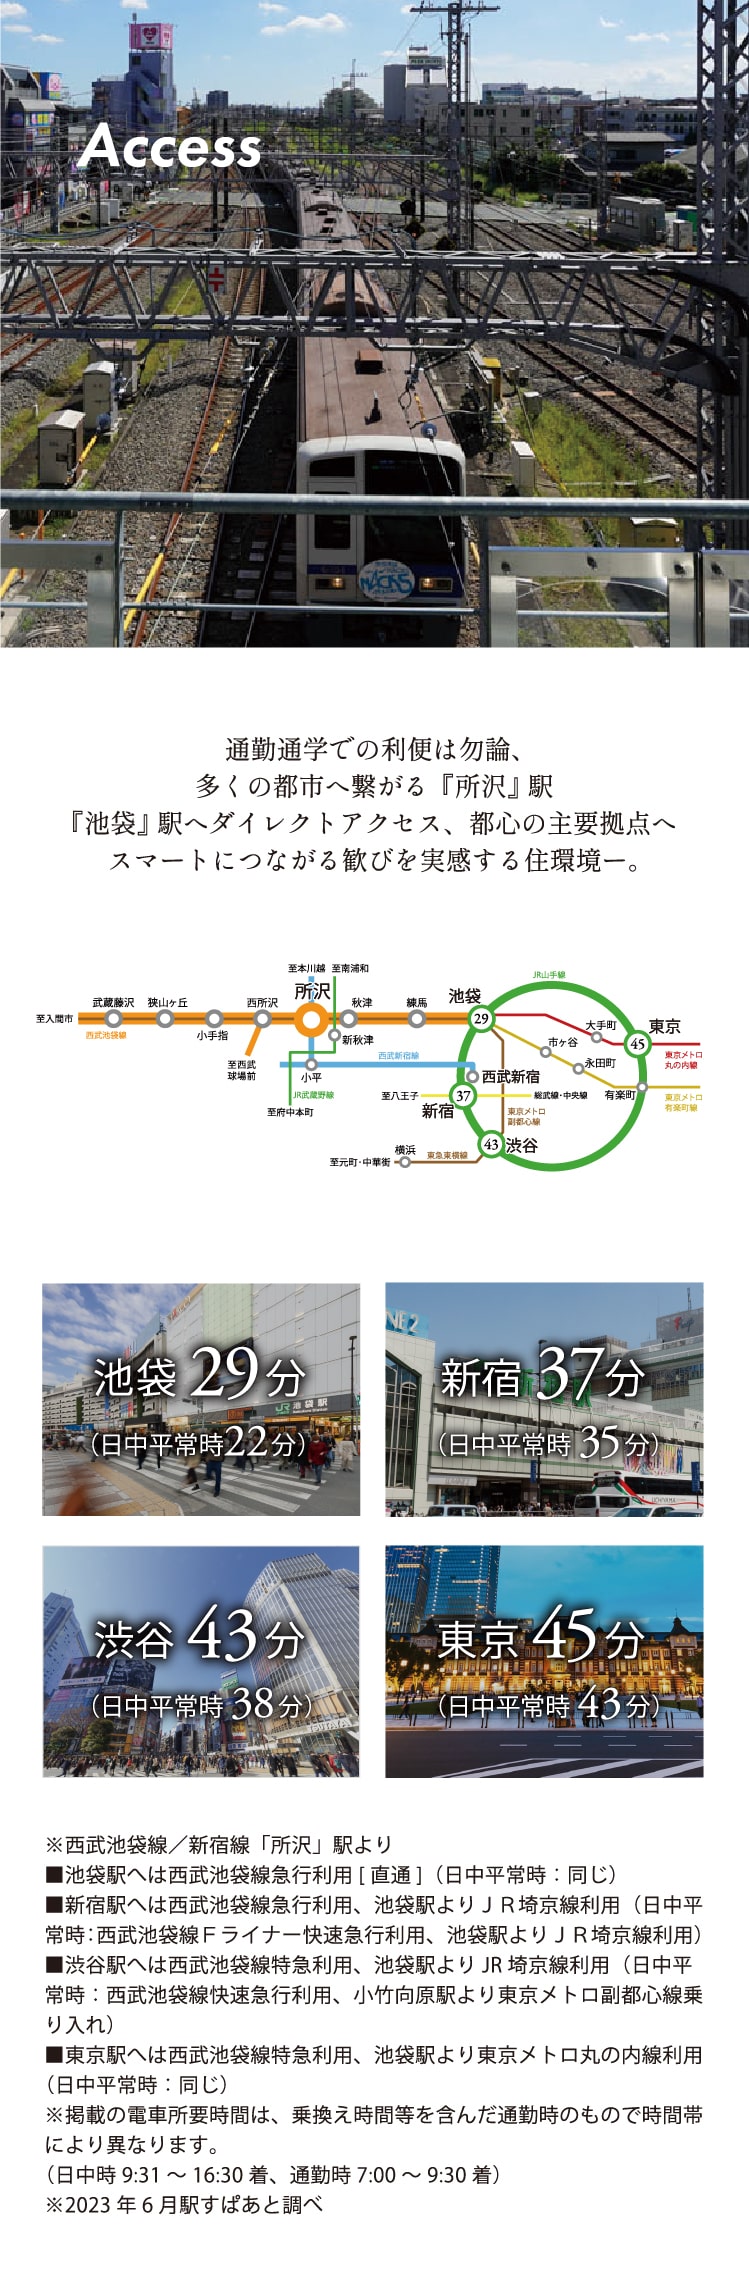 Access
通勤通学での利便は勿論、
多くの都市へ繋がる『所沢』駅
『池袋』駅へダイレクトアクセス、都心の主要拠点へ
スマートにつながる歓びを実感する住環境ー。
至本川越 至南浦和
JR山手線
武蔵藤沢 狭山ヶ丘 西所沢 所沢 秋津 練馬 池袋
至入間市
29
大手町 東京
西武池袋線
小手指
新秋津
市ヶ谷
45
至西武
球場前
小平
西武新宿線
西武新宿
永田町
東京メトロ
丸の内線
JR武蔵野線
至八王子
37
総武線・中央線
有楽町
東京メトロ
有楽町線
至府中本町
新宿
東京メトロ
副都心線
横浜
43 渋谷
至元町・中華街
東急東横線
池袋 29 分
（日中平常時22分）
JR 池袋駅
新宿 37分
（日中平常時 35 分）
渋谷 43 分
（日中平常時 38 分）
東京 45 分
（日中平常時 43 分）
※西武池袋線／新宿線「所沢」駅より
■池袋駅へは西武池袋線急行利用 [ 直通 ]（日中平常時：同じ）
■新宿駅へは西武池袋線急行利用、池袋駅よりＪＲ埼京線利用（日中平
常時：西武池袋線Ｆライナー快速急行利用、池袋駅よりＪＲ埼京線利用）
■渋谷駅へは西武池袋線特急利用、池袋駅より JR 埼京線利用（日中平
常時：西武池袋線快速急行利用、小竹向原駅より東京メトロ副都心線乗
り入れ）
■東京駅へは西武池袋線特急利用、池袋駅より東京メトロ丸の内線利用
（日中平常時：同じ）
※掲載の電車所要時間は、乗換え時間等を含んだ通勤時のもので時間帯
により異なります。
（日中時 9:31 ～ 16:30 着、通勤時 7:00 ～ 9:30 着）
※2023 年 6 月駅すぱあと調べ